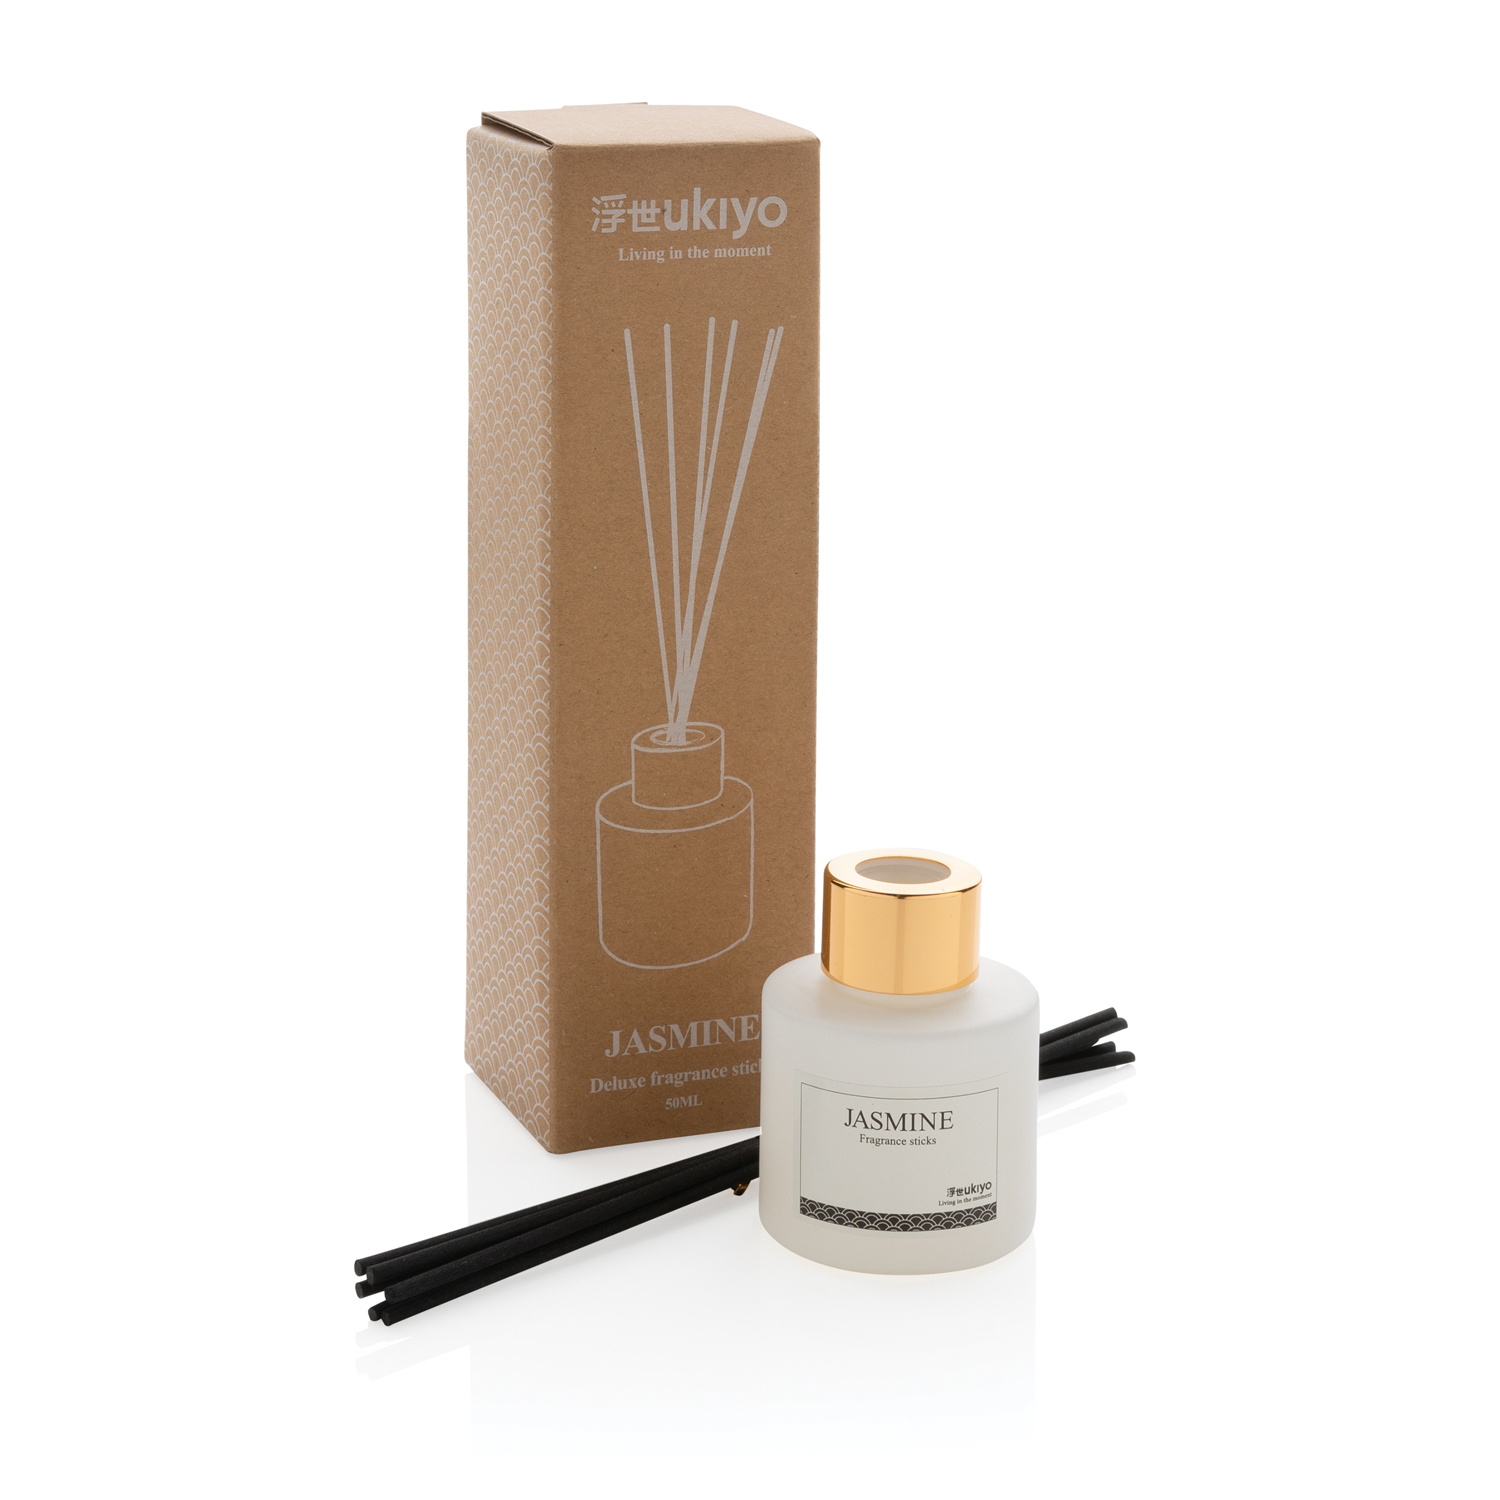 浮世ukiyo
Living in the moment
JASMINE
Deluxe fragrance
50ML
JASMINE
Fragrance sticks
浮世ukiyo
Living in the moment